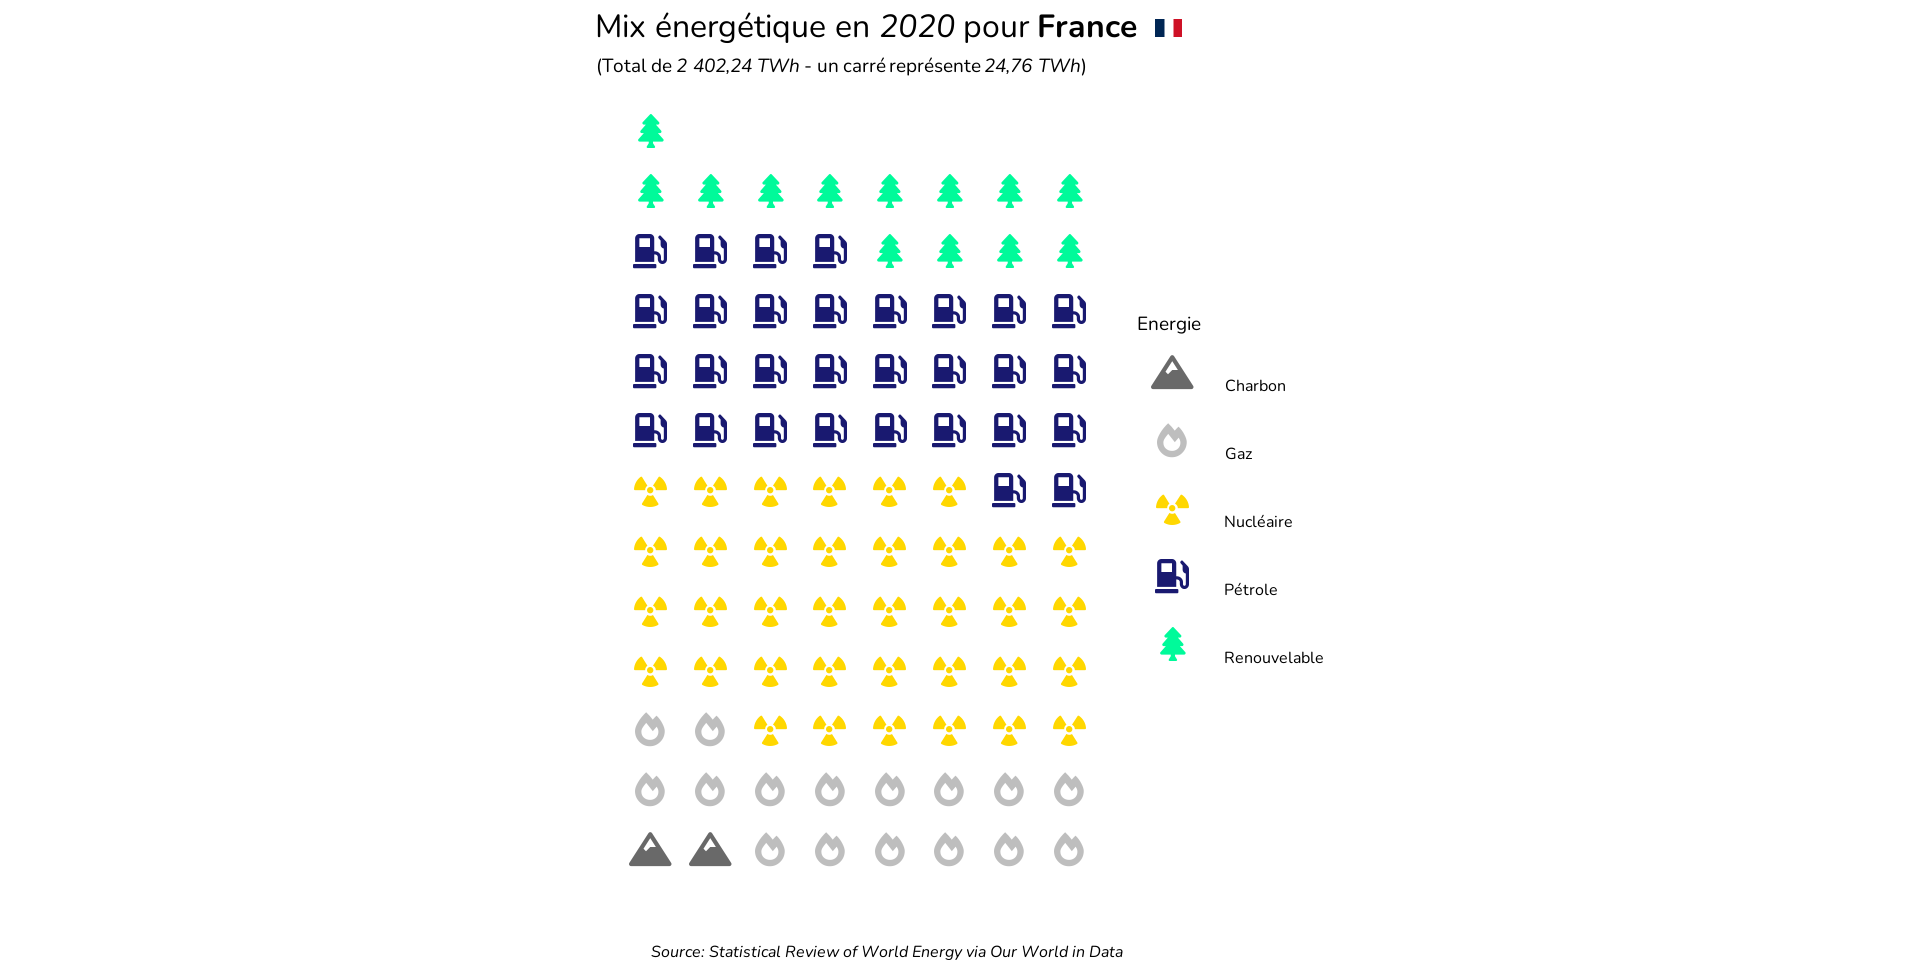 Mix énergétique en 2020 pour France
(Total de 2 402,24 TWh - un carré représente 24,76 TWh)
Energie
Charbon
Gaz
Nucléaire
Pétrole
Renouvelable
Source: Statistical Review of World Energy via Our World in Data